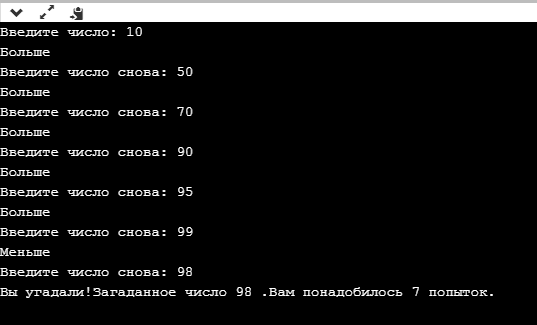 Введите число: 10
Больше
Введите число снова: 50
Больше
Введите число снова: 70
Больше
Введите число снова: 90
Больше
Введите число снова: 95
Больше
Введите число снова: 99
Меньше
Введите число снова: 98
Вы угадали!Загаданное число 98 .Вам понадобилось 7 попыток.